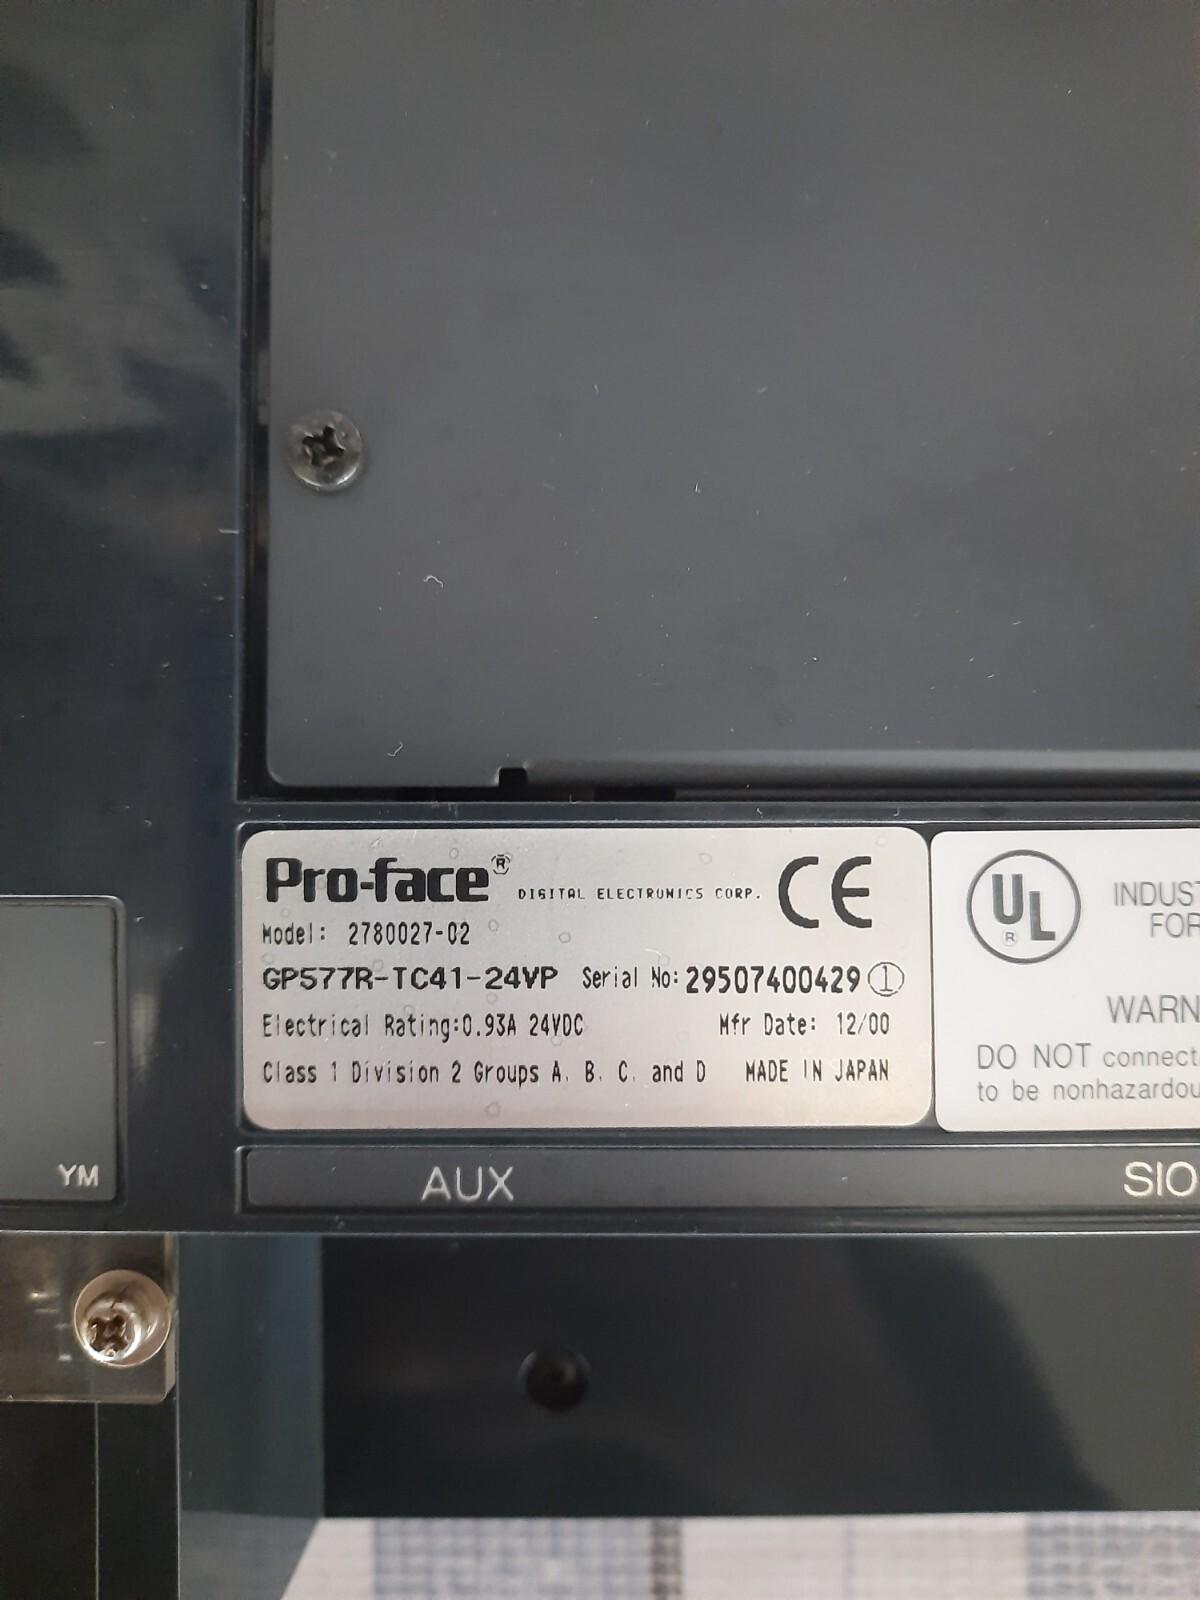 Pro-face®
DIGITAL ELECTRONICS CORP.
CE
Model: 2780027-02
GP577R-TC41-24VP Serial No: 29507400429 ①
Electrical Rating:0.93A 24VDC Mfr Date: 12/00
Class 1 Division 2 Groups A, B, C, and D MADE IN JAPAN
UL ®
INDUST
FOR
WARN
DO NOT connect
to be nonhazardou
YM
AUX
SIO